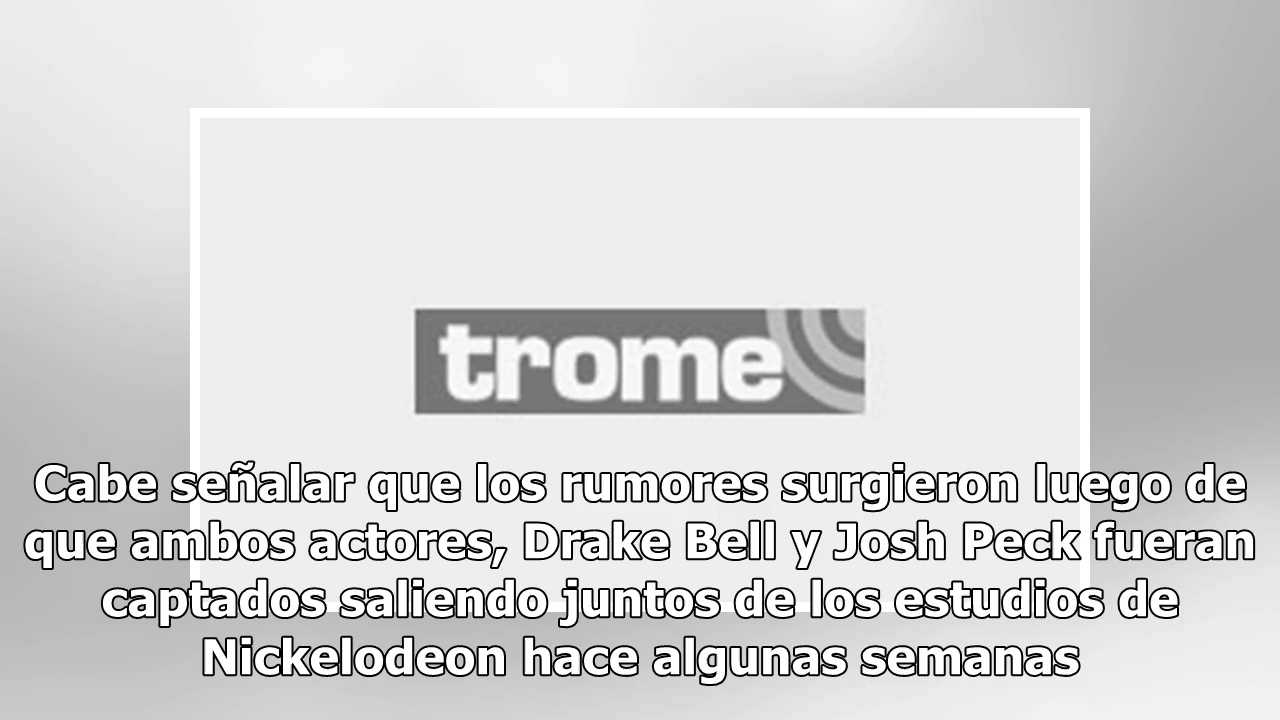 trome
Cabe señalar que los rumores surgieron luego de
que ambos actores, Drake Bell y Josh Peck fueran
captados saliendo juntos de los estudios de
Nickelodeon hace algunas semanas